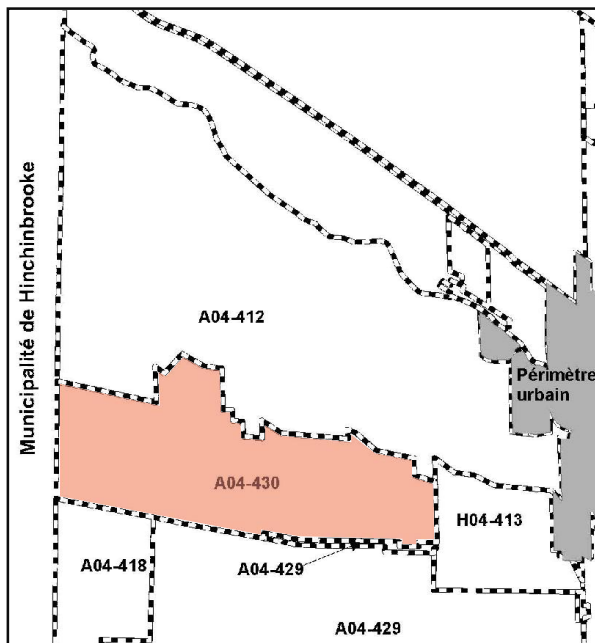 Municipalité de Hinchinbrooke
A04-412
Périmètre
urbain
A04-430
H04-413
A04-418
A04-429
A04-429